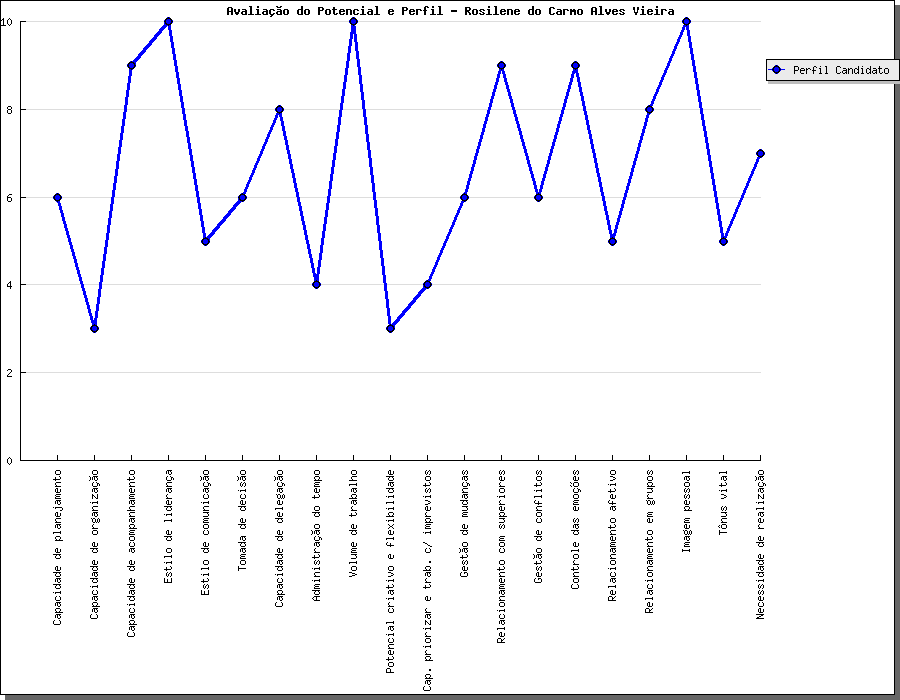 Avaliação do Potencial e Perfil - Rosilene do Carmo Alves Vieira
Perfil Candidato
10
8
6
4
2
0
Capacidade de planejamento
Capacidade de organização
Capacidade de acompanhamento
Estilo de liderança
Estilo de comunicação
Tomada de decisão
Capacidade de delegação
Administração do tempo
Volume de trabalho
Potencial criativo e flexibilidade
Cap. priorizar e trab. c/ imprevistos
Gestão de mudanças
Relacionamento com superiores
Gestão de conflitos
Controle das emoções
Relacionamento afetivo
Relacionamento em grupos
Imagem pessoal
Tônus vital
Necessidade de realização